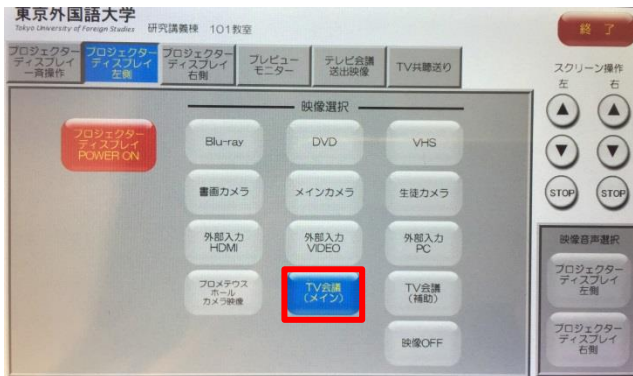 東京外国語大学
Tokyo University of Foreign Studies
研究講義棟 101教室
終 了
プロジェクター
ディスプレイ
一斉操作
プロジェクター
ディスプレイ
左側
プロジェクター
ディスプレイ
右側
プレビュー
モニター
テレビ会議
送出映像
TV共聴送り
スクリーン操作
左
右
映像選択
プロジェクター
ディスプレイ
POWER ON
Blu-ray
DVD
VHS
書画カメラ
メインカメラ
生徒カメラ
STOP
STOP
外部入力
HDMI
外部入力
VIDEO
外部入力
PC
映像音声選択
プロメテウス
ホール
カメラ映像
TV会議
(メイン)
TV会議
(補助)
プロジェクター
ディスプレイ
左側
映像OFF
プロジェクター
ディスプレイ
右側